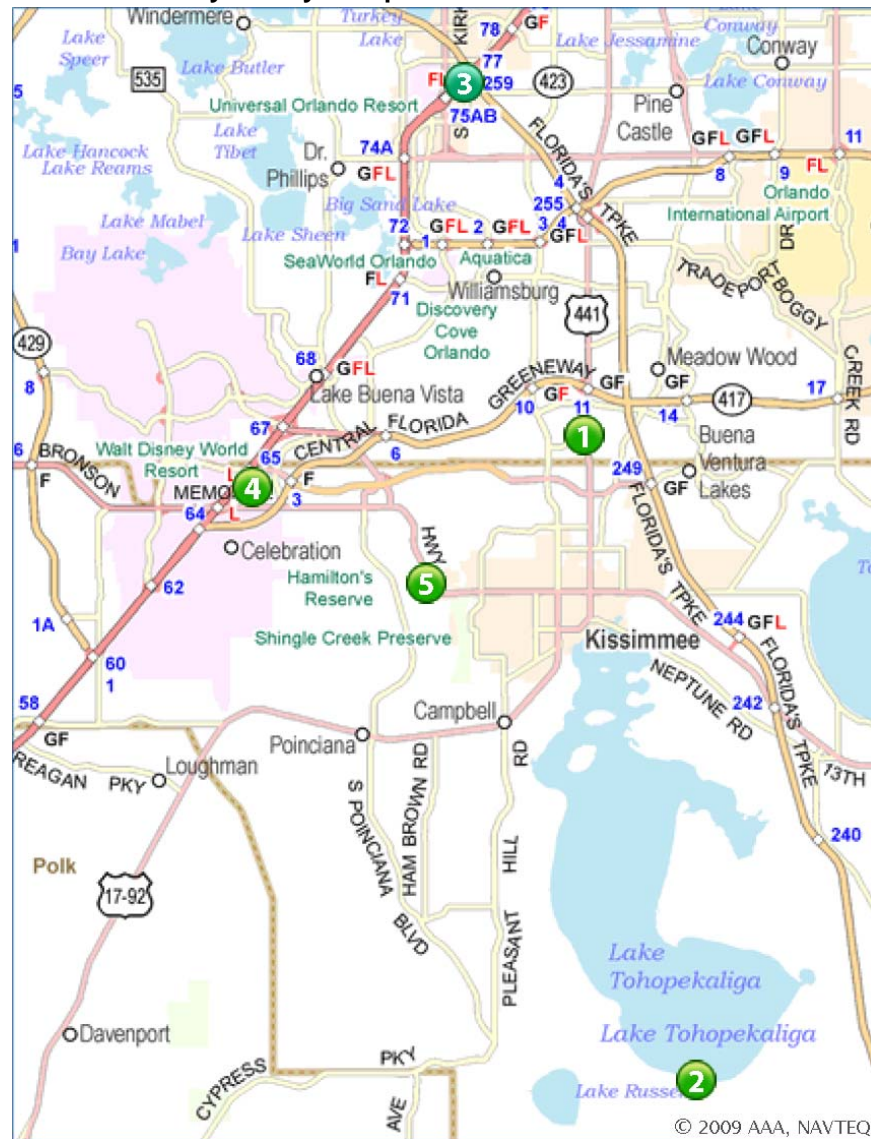 Windermere
Turkey
Lake
KIRK
78
GF
Lake Jessamine
Lake
Conway
Conway
Lake
Speer
535
Lake Butler
77
FL
3
259
423
Lake Conway
5
Universal Orlando Resort
S
75AB
Pine
Castle
Lake
Tibet
74A
Dr.
Phillips
GFL
FLORIDA'S
TPKE
GFL GFL
11
Lake Hancock
Lake Reams
8
9
FL
4
255
4
Orlando
International Airport
Big Sand Lake
Lake Mabel
Lake Sheen
72
1
GFL
2
GFL
3
GFL
DR
1
Bay Lake
SeaWorld Orlando
Aquatica
FL
71
Williamsburg
TRADEPORT
BOGGY
CREEK RD
Discovery
Cove
Orlando
441
429
8
68
GFL
Lake Buena Vista
GREENEWAY
Meadow Wood
GF
GF
GF
10
11
14
417
17
67
CENTRAL
FLORIDA
1
6
BRONSON
F
Walt Disney World
Resort
65
6
249
Buena
Ventura
Lakes
L
4
F
3
GF
MEMO
64
L
Celebration
HWY
FLORIDA'S
TPKE
Hamilton's
Reserve
5
62
1A
Shingle Creek Preserve
Kissimmee
244
GFL
60
1
NEPTUNE RD
FLORIDA'S
TPKE
58
GF
242
Campbell
Poinciana
REAGAN
PKY
Loughman
RD
13TH
S POINCIANA
BLVD
HAM BROWN RD
HILL
PLEASANT
240
Polk
17-92
Lake
Tohopekaliga
Davenport
Lake Tohopekaliga
CYPRESS
PKY
AVE
2
Lake Russe
© 2009 AAA, NAVTEQ